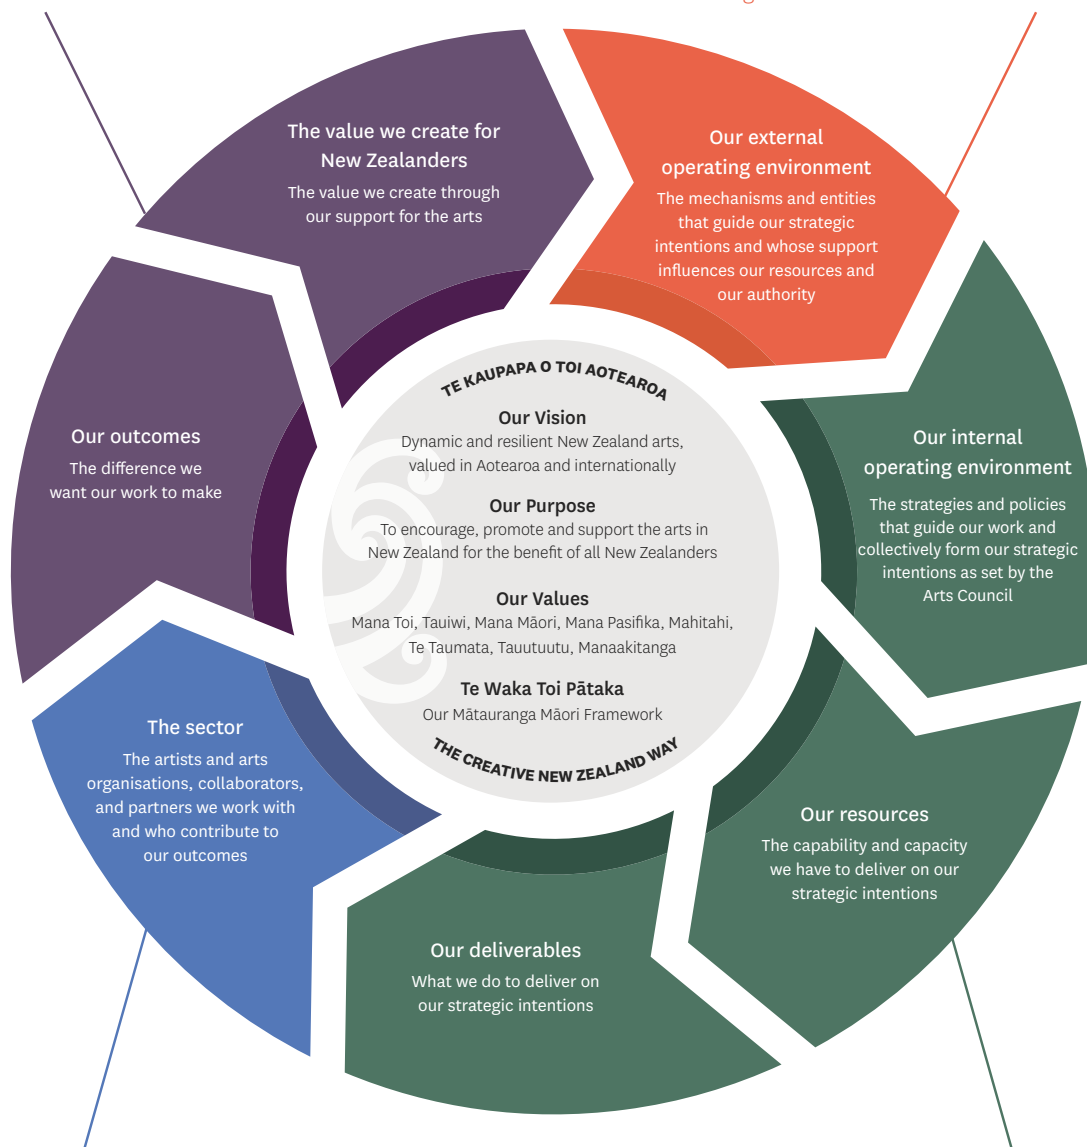 The value we create for
New Zealanders
The value we create through
our support for the arts
Our external
operating environment
The mechanisms and entities
that guide our strategic
intentions and whose support
influences our resources and
our authority
Our internal
operating environment
The strategies and policies
that guide our work and
collectively form our strategic
intentions as set by the
Arts Council
Our resources
The capability and capacity
we have to deliver on our
strategic intentions
Our deliverables
What we do to deliver on
our strategic intentions
The sector
The artists and arts
organisations, collaborators,
and partners we work with
and who contribute to
our outcomes
Our outcomes
The difference we
want our work to make
TE KAUPAPA O TOI AOTEAROA
Our Vision
Dynamic and resilient New Zealand arts,
valued in Aotearoa and internationally
Our Purpose
To encourage, promote and support the arts in
New Zealand for the benefit of all New Zealanders
Our Values
Mana Toi, Tauiwi, Mana Māori, Mana Pasifika, Mahitahi,
Te Taumata, Tauutuutu, Manaakitanga
Te Waka Toi Pātaka
Our Mātauranga Māori Framework
THE CREATIVE NEW ZEALAND WAY